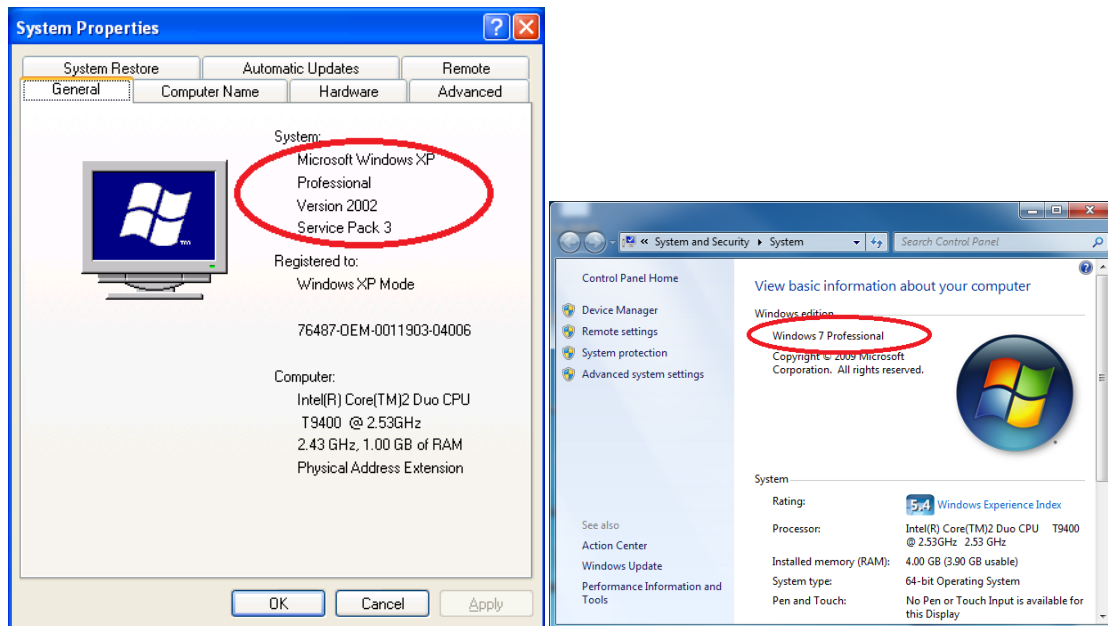 System Properties
System Restore
Automatic Updates
Remote
General
Computer Name
Hardware
Advanced
System:
Microsoft Windows XP
Professional
Version 2002
Service Pack 3
Registered to:
Windows XP Mode
76487-OEM-0011903-04006
Computer:
Intel(R) Core(TM)2 Duo CPU
T9400 @ 2.53GHz
2.43 GHz, 1.00 GB of RAM
Physical Address Extension
OK
Cancel
Apply
« System and Security ▸ System
Search Control Panel
Control Panel Home
Device Manager
Remote settings
System protection
Advanced system settings
See also
Action Center
Windows Update
Performance Information and
Tools
View basic information about your computer
Windows edition
Windows 7 Professional
Copyright © 2009 Microsoft
Corporation. All rights reserved.
System
Rating:
5.4 Windows Experience Index
Processor:
Intel(R) Core(TM)2 Duo CPU T9400
@ 2.53GHz 2.53 GHz
Installed memory (RAM):
4.00 GB (3.90 GB usable)
System type:
64-bit Operating System
Pen and Touch:
No Pen or Touch Input is available for
this Display